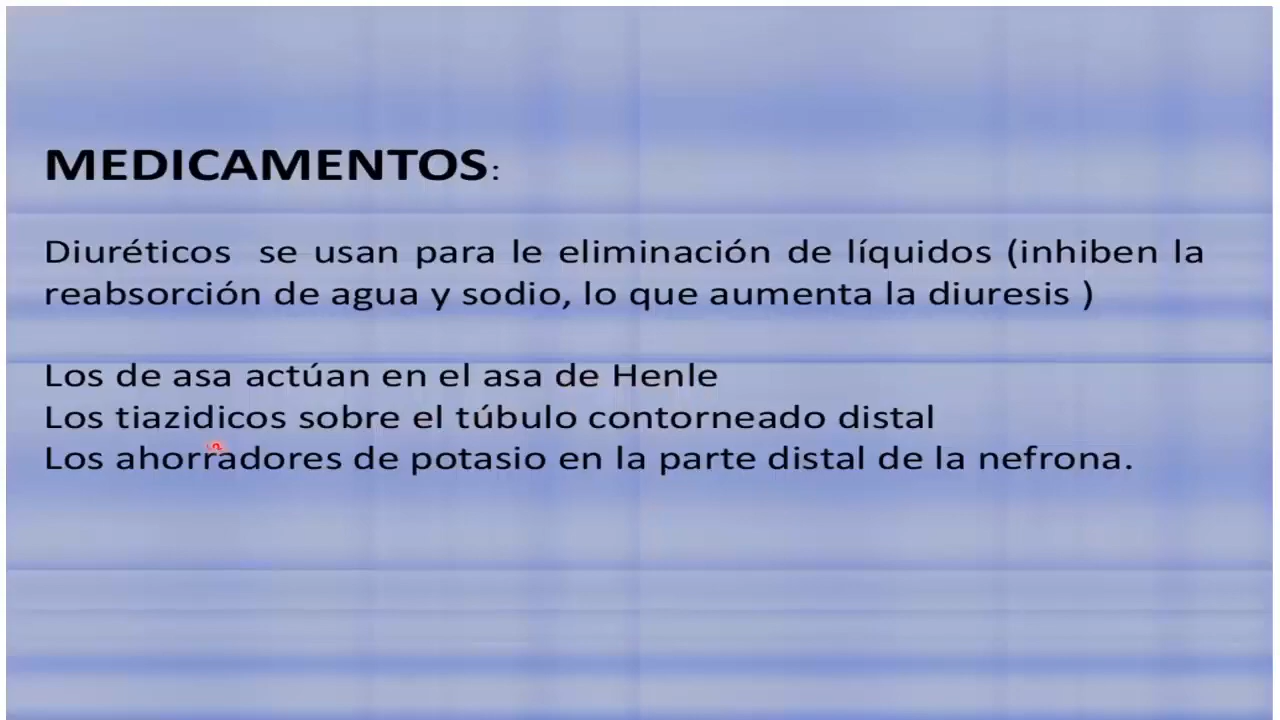 MEDICAMENTOS:
Diuréticos se usan para le eliminación de líquidos (inhiben la
reabsorción de agua y sodio, lo que aumenta la diuresis )
Los de asa actúan en el asa de Henle
Los tiazidicos sobre el túbulo contorneado distal
Los ahorradores de potasio en la parte distal de la nefrona.